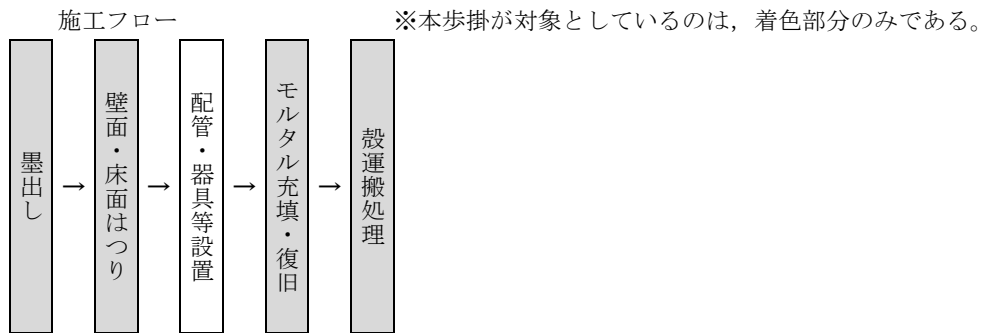 施工フロー
※本歩掛が対象としているのは，着色部分のみである。
墨出し
→
壁面・床面はつり
→
配管・器具等設置
→
モルタル充填・復旧
→
殻運搬処理